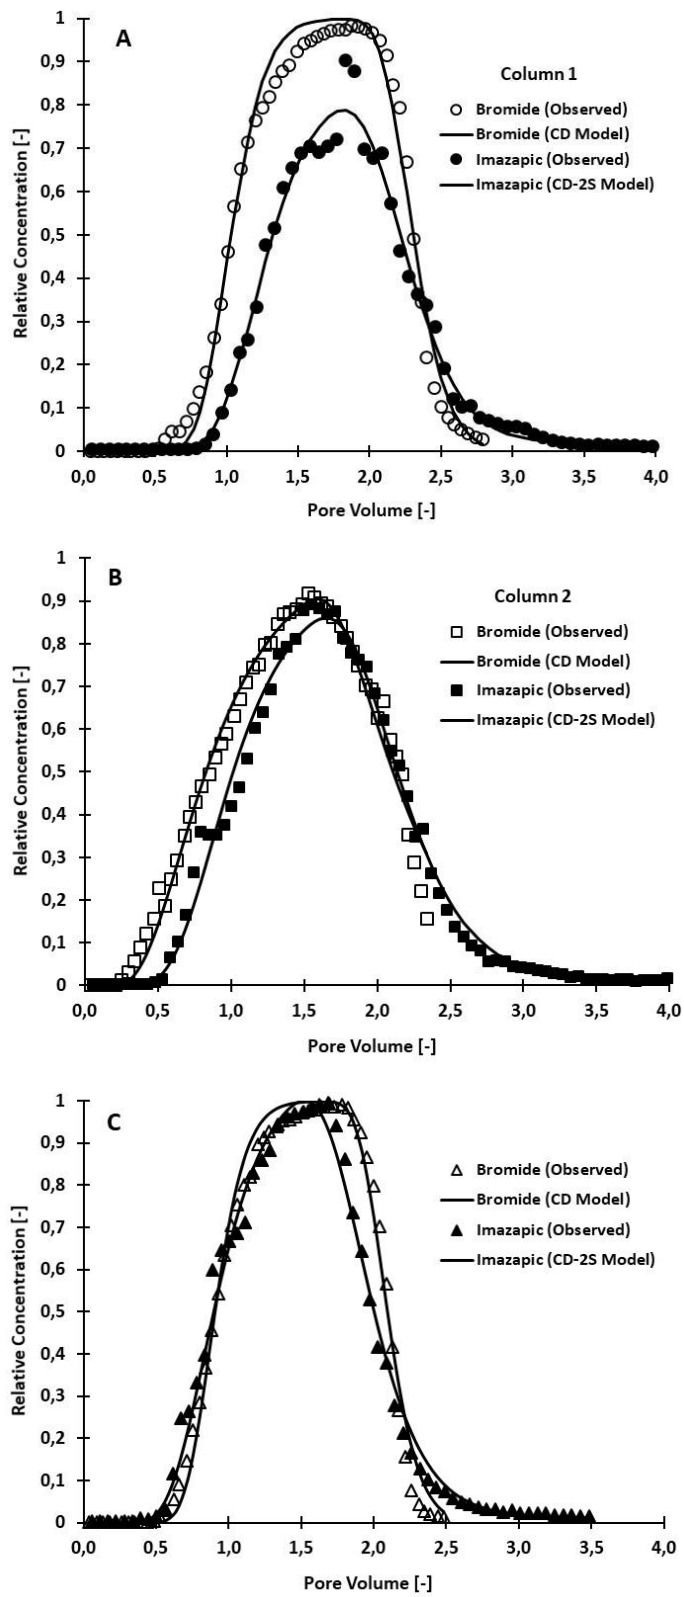 A
Column 1
Bromide (Observed)
Bromide (CD Model)
Imazapic (Observed)
Imazapic (CD-2S Model)
Relative Concentration [-]
1
0,9
0,8
0,7
0,6
0,5
0,4
0,3
0,2
0,1
0
0,0 0,5 1,0 1,5 2,0 2,5 3,0 3,5 4,0
Pore Volume [-]
B
Column 2
Bromide (Observed)
Bromide (CD Model)
Imazapic (Observed)
Imazapic (CD-2S Model)
Relative Concentration [-]
1
0,9
0,8
0,7
0,6
0,5
0,4
0,3
0,2
0,1
0
0,0 0,5 1,0 1,5 2,0 2,5 3,0 3,5 4,0
Pore Volume [-]
C
Bromide (Observed)
Bromide (CD Model)
Imazapic (Observed)
Imazapic (CD-2S Model)
Relative Concentration [-]
1
0,9
0,8
0,7
0,6
0,5
0,4
0,3
0,2
0,1
0
0,0 0,5 1,0 1,5 2,0 2,5 3,0 3,5 4,0
Pore Volume [-]